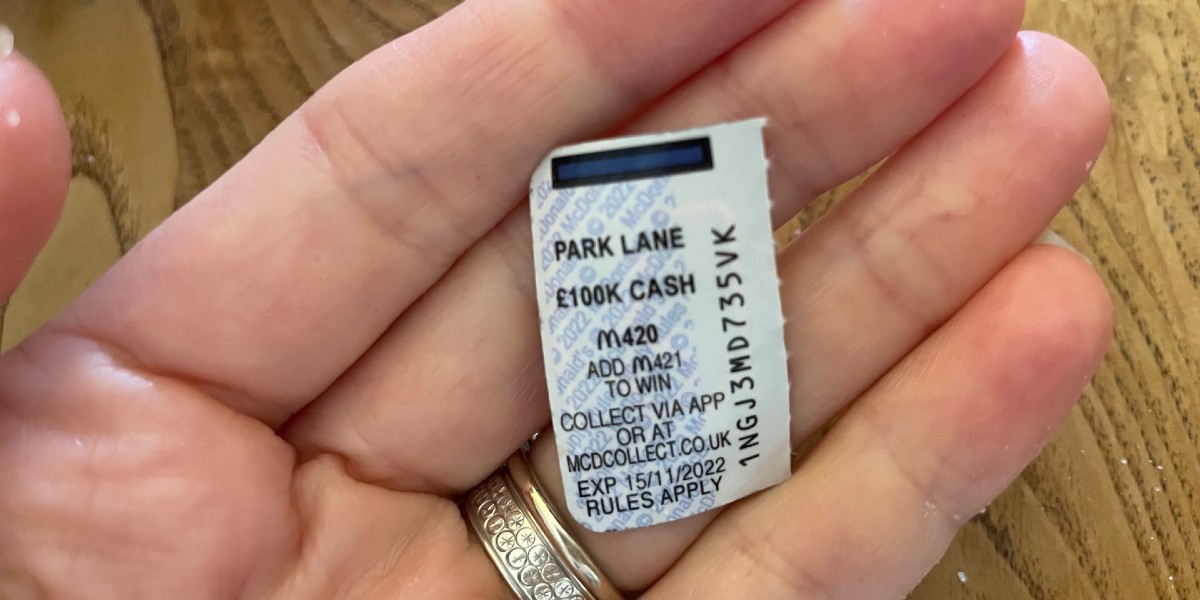 PARK LANE
£100K CASH
m420
ADD m421
TO WIN
COLLECT VIA APP
OR AT
MCDCOLLECT.CO.UK
EXP 15/11/2022
RULES APPLY
1NGJ3MD735VK